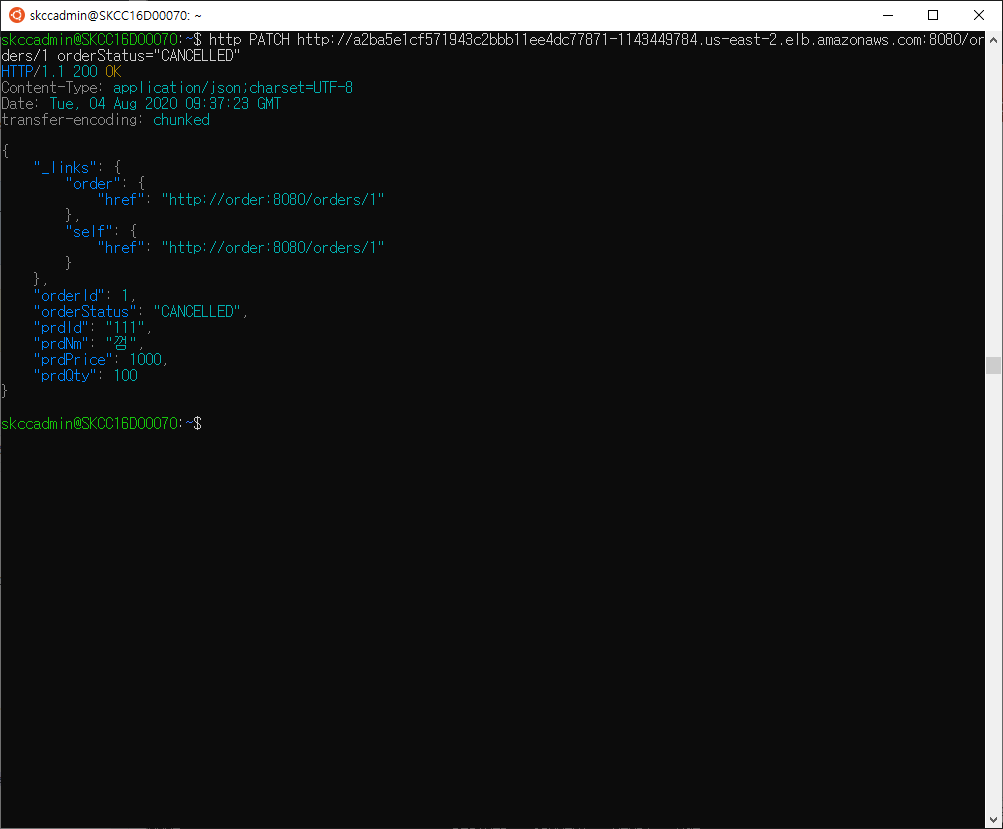 skccadmin@SKCC16D00070: ~
skccadmin@SKCC16D00070:~$ http PATCH http://a2ba5e1cf571943c2bbb11ee4dc77871-1143449784.us-east-2.elb.amazonaws.com:8080/or
ders/1 orderStatus="CANCELLED"
HTTP/1.1 200 OK
Content-Type: application/json;charset=UTF-8
Date: Tue, 04 Aug 2020 09:37:23 GMT
transfer-encoding: chunked
{
    "_links": {
        "order": {
            "href": "http://order:8080/orders/1"
        },
        "self": {
            "href": "http://order:8080/orders/1"
        }
    },
    "orderId": 1,
    "orderStatus": "CANCELLED",
    "prdId": "111",
    "prdNm": "껌",
    "prdPrice": 1000,
    "prdQty": 100
}
skccadmin@SKCC16D00070:~$